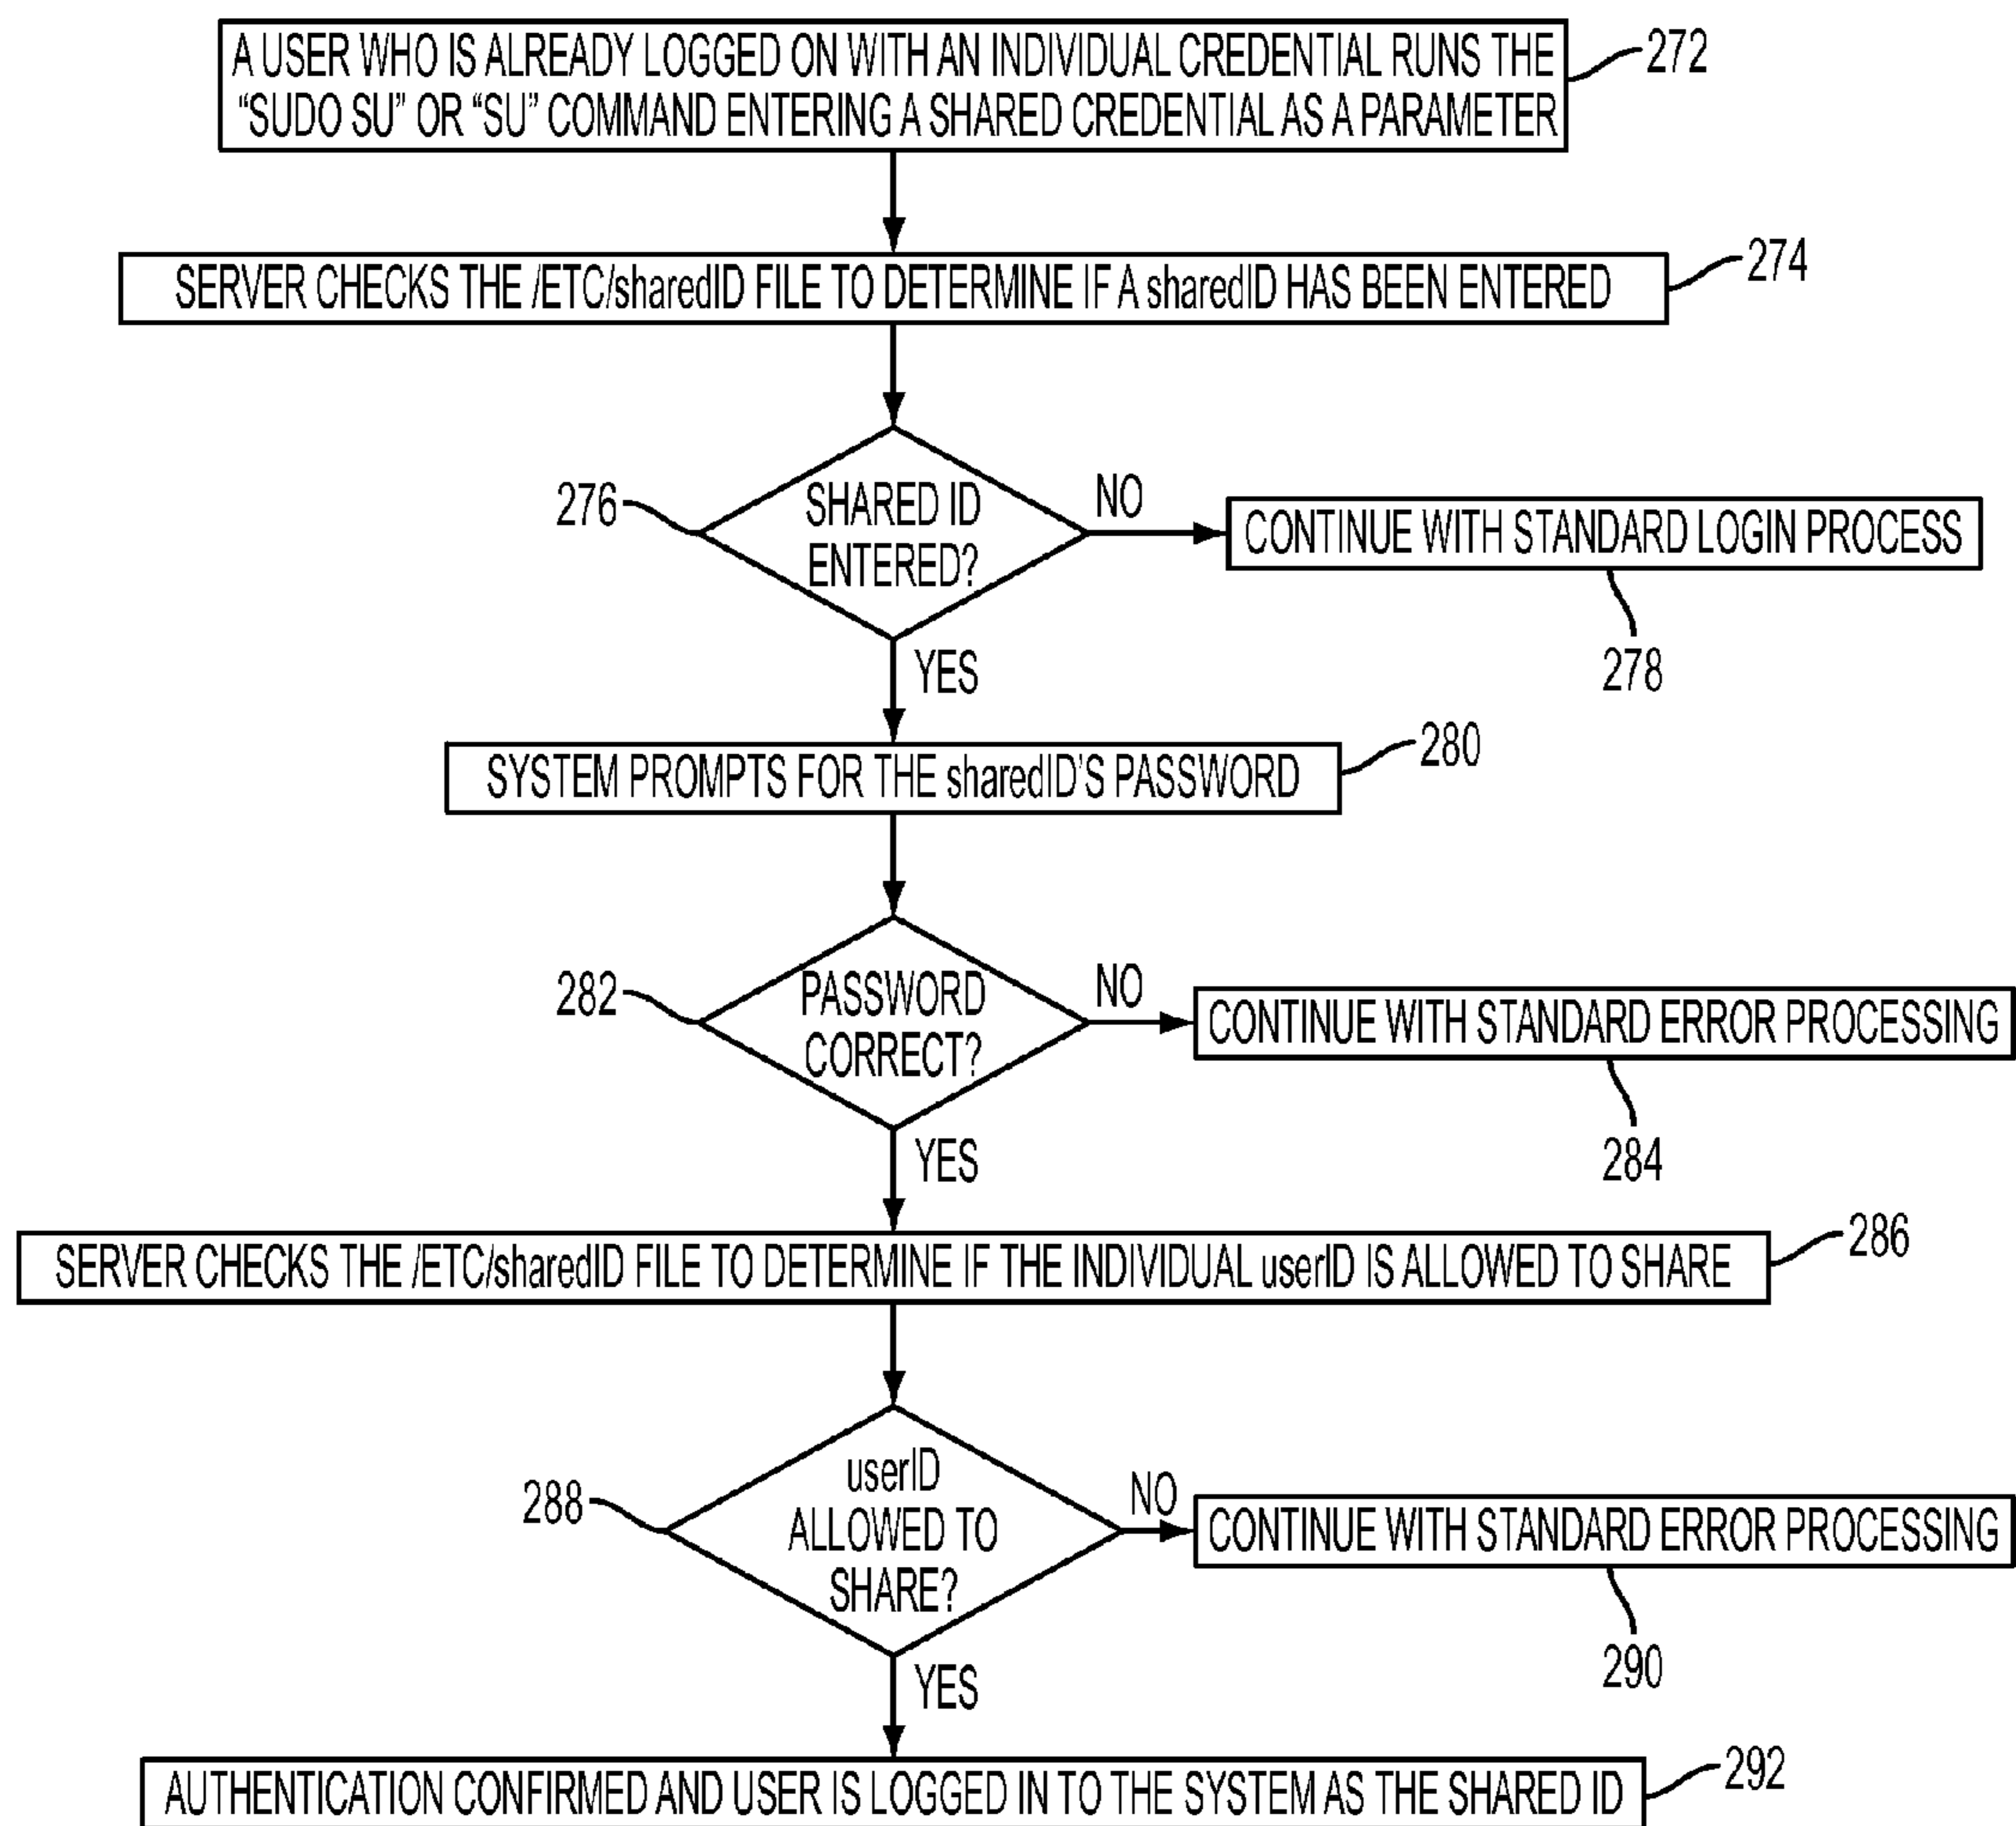 A USER WHO IS ALREADY LOGGED ON WITH AN INDIVIDUAL CREDENTIAL RUNS THE
“SUDO SU” OR “SU” COMMAND ENTERING A SHARED CREDENTIAL AS A PARAMETER
272
SERVER CHECKS THE /ETC/sharedID FILE TO DETERMINE IF A sharedID HAS BEEN ENTERED
274
276
SHARED ID
ENTERED?
NO
CONTINUE WITH STANDARD LOGIN PROCESS
278
YES
SYSTEM PROMPTS FOR THE sharedID’S PASSWORD
280
282
PASSWORD
CORRECT?
NO
CONTINUE WITH STANDARD ERROR PROCESSING
284
YES
SERVER CHECKS THE /ETC/sharedID FILE TO DETERMINE IF THE INDIVIDUAL userID IS ALLOWED TO SHARE
286
288
userID
ALLOWED TO
SHARE?
NO
CONTINUE WITH STANDARD ERROR PROCESSING
290
YES
AUTHENTICATION CONFIRMED AND USER IS LOGGED IN TO THE SYSTEM AS THE SHARED ID
292